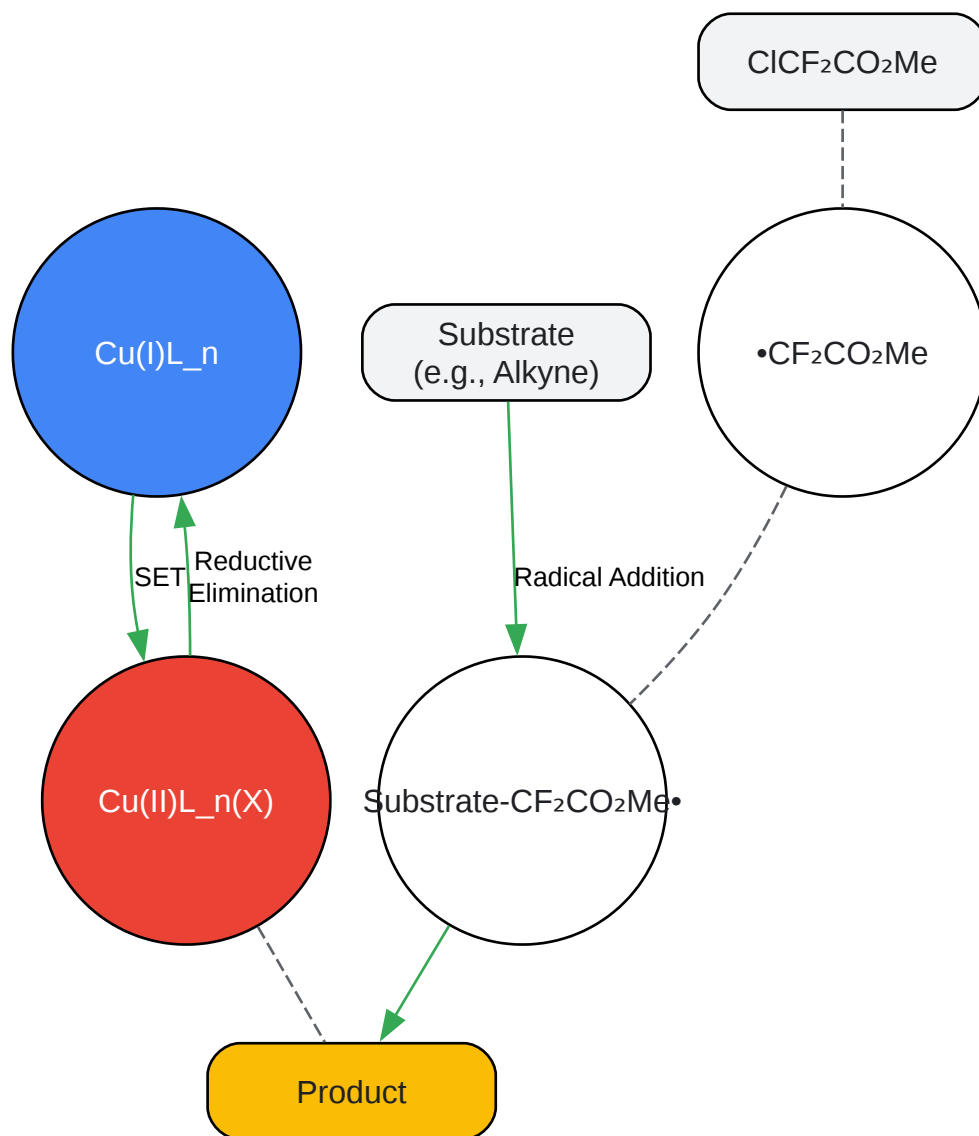 ClCF₂CO₂Me
Cu(I)L_n
Substrate
(e.g., Alkyne)
•CF₂CO₂Me
SET
Reductive
Elimination
Radical Addition
Cu(II)L_n(X)
Substrate-CF₂CO₂Me•
Product